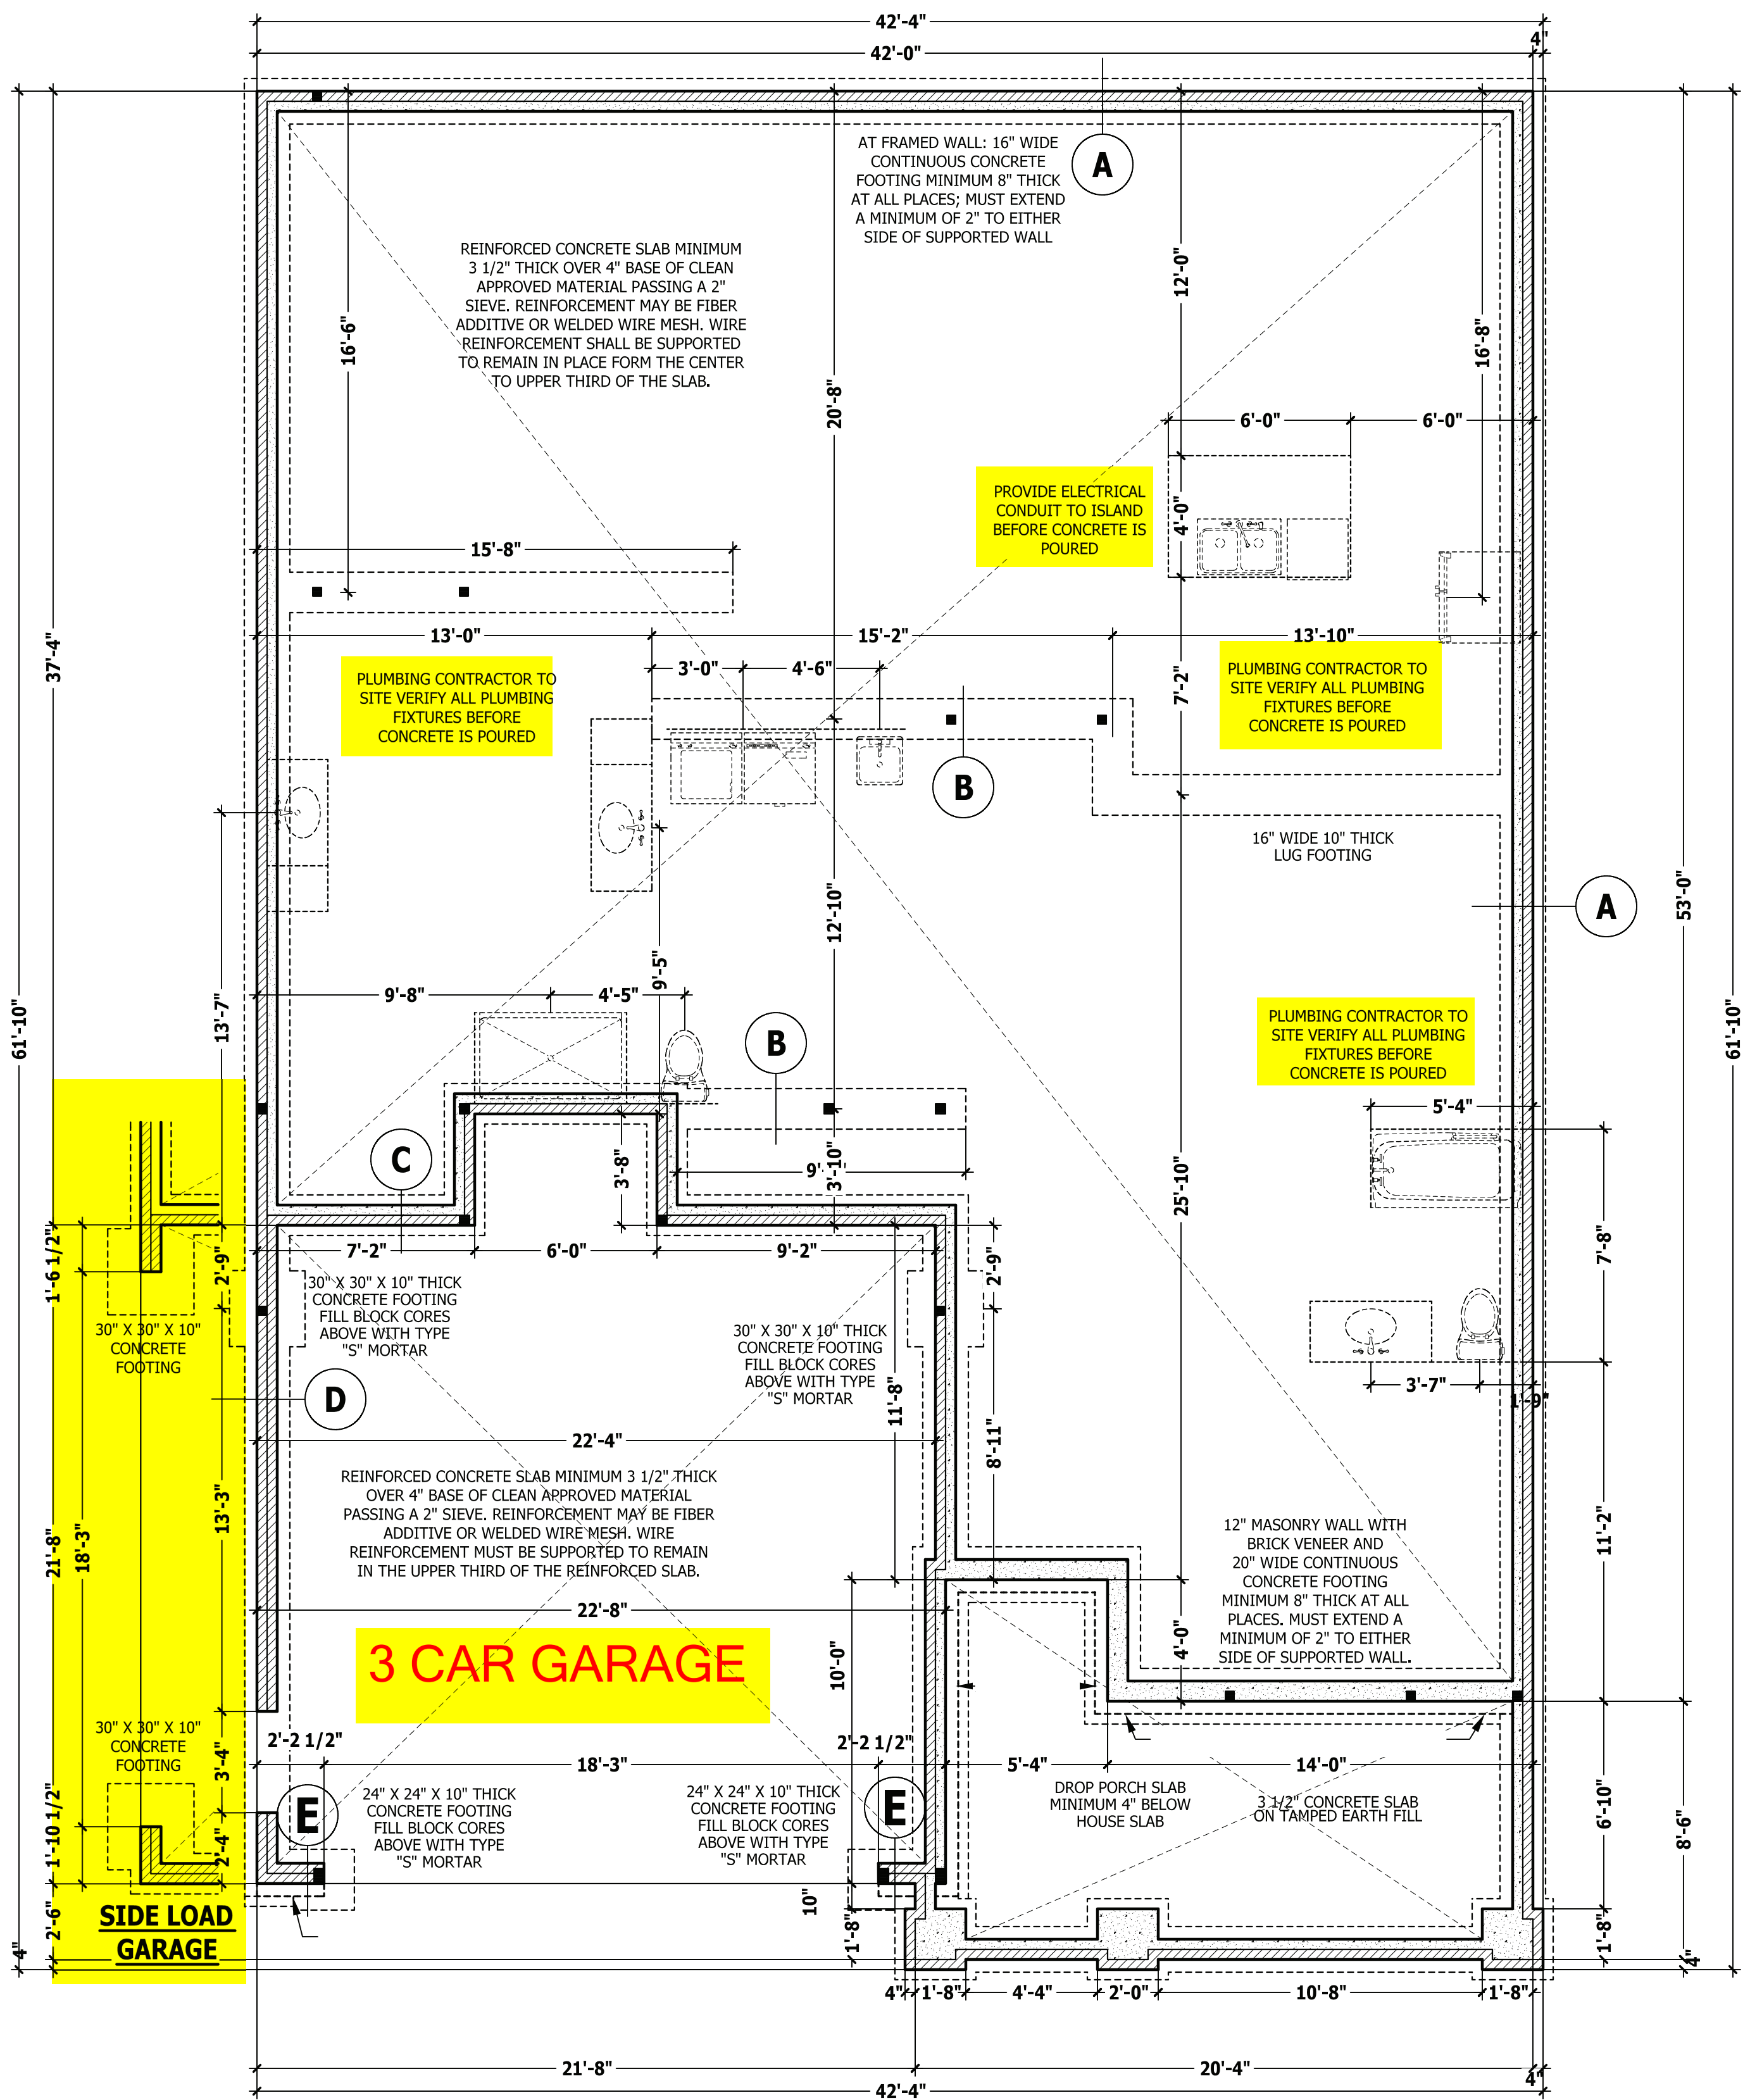 42'-4"
42'-0"
4"
A
AT FRAMED WALL: 16" WIDE
CONTINUOUS CONCRETE
FOOTING MINIMUM 8" THICK
AT ALL PLACES; MUST EXTEND
A MINIMUM OF 2" TO EITHER
SIDE OF SUPPORTED WALL
REINFORCED CONCRETE SLAB MINIMUM
3 1/2" THICK OVER 4" BASE OF CLEAN
APPROVED MATERIAL PASSING A 2"
SIEVE. REINFORCEMENT MAY BE FIBER
ADDITIVE OR WELDED WIRE MESH. WIRE
REINFORCEMENT SHALL BE SUPPORTED
TO REMAIN IN PLACE FORM THE CENTER
TO UPPER THIRD OF THE SLAB.
12'-0"
16'-6"
16'-8"
20'-8"
6'-0"
6'-0"
PROVIDE ELECTRICAL
CONDUIT TO ISLAND
BEFORE CONCRETE IS
POURED
4'-0"
15'-8"
13'-0"
15'-2"
13'-10"
37'-4"
3'-0"
4'-6"
7'-2"
PLUMBING CONTRACTOR TO
SITE VERIFY ALL PLUMBING
FIXTURES BEFORE
CONCRETE IS POURED
PLUMBING CONTRACTOR TO
SITE VERIFY ALL PLUMBING
FIXTURES BEFORE
CONCRETE IS POURED
B
16" WIDE 10" THICK
LUG FOOTING
53'-0"
A
12'-10"
9'-5"
9'-8"
4'-5"
13'-7"
61'-10"
61'-10"
PLUMBING CONTRACTOR TO
SITE VERIFY ALL PLUMBING
FIXTURES BEFORE
CONCRETE IS POURED
B
5'-4"
C
3'-8"
9'
3'-10"
25'-10"
7'-8"
7'-2"
6'-0"
9'-2"
1'-6 1/2"
2'-9"
2'-9"
30" X 30" X 10" THICK
CONCRETE FOOTING
FILL BLOCK CORES
ABOVE WITH TYPE
"S" MORTAR
30" X 30" X 10" THICK
CONCRETE FOOTING
FILL BLOCK CORES
ABOVE WITH TYPE
"S" MORTAR
30" X 30" X 10"
CONCRETE
FOOTING
D
11'-8"
3'-7"
1'-9"
22'-4"
8'-11"
REINFORCED CONCRETE SLAB MINIMUM 3 1/2" THICK
OVER 4" BASE OF CLEAN APPROVED MATERIAL
PASSING A 2" SIEVE. REINFORCEMENT MAY BE FIBER
ADDITIVE OR WELDED WIRE MESH. WIRE
REINFORCEMENT MUST BE SUPPORTED TO REMAIN
IN THE UPPER THIRD OF THE REINFORCED SLAB.
13'-3"
18'-3"
21'-8"
11'-2"
12" MASONRY WALL WITH
BRICK VENEER AND
20" WIDE CONTINUOUS
CONCRETE FOOTING
MINIMUM 8" THICK AT ALL
PLACES. MUST EXTEND A
MINIMUM OF 2" TO EITHER
SIDE OF SUPPORTED WALL.
22'-8"
3 CAR GARAGE
10'-0"
4'-0"
30" X 30" X 10"
CONCRETE
FOOTING
2'-2 1/2"
2'-2 1/2"
3'-4"
18'-3"
5'-4"
14'-0"
E
24" X 24" X 10" THICK
CONCRETE FOOTING
FILL BLOCK CORES
ABOVE WITH TYPE
"S" MORTAR
24" X 24" X 10" THICK
CONCRETE FOOTING
FILL BLOCK CORES
ABOVE WITH TYPE
"S" MORTAR
E
DROP PORCH SLAB
MINIMUM 4" BELOW
HOUSE SLAB
3 1/2" CONCRETE SLAB
ON TAMPED EARTH FILL
6'-10"
8'-6"
1'-10 1/2"
2'-4"
10"
SIDE LOAD
GARAGE
2'-6"
4"
1'-8"
1'-8"
4"
4"
1'-8"
4'-4"
2'-0"
10'-8"
1'-8"
21'-8"
20'-4"
4"
42'-4"